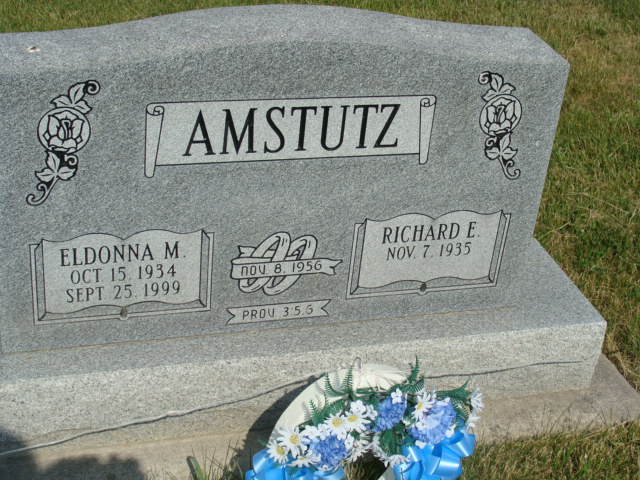 AMSTUTZ
ELDONNA M.
OCT 15, 1934
SEPT. 25, 1999
NOV. 8, 1956
PROV. 3:5,6
RICHARD E.
NOV. 7, 1935